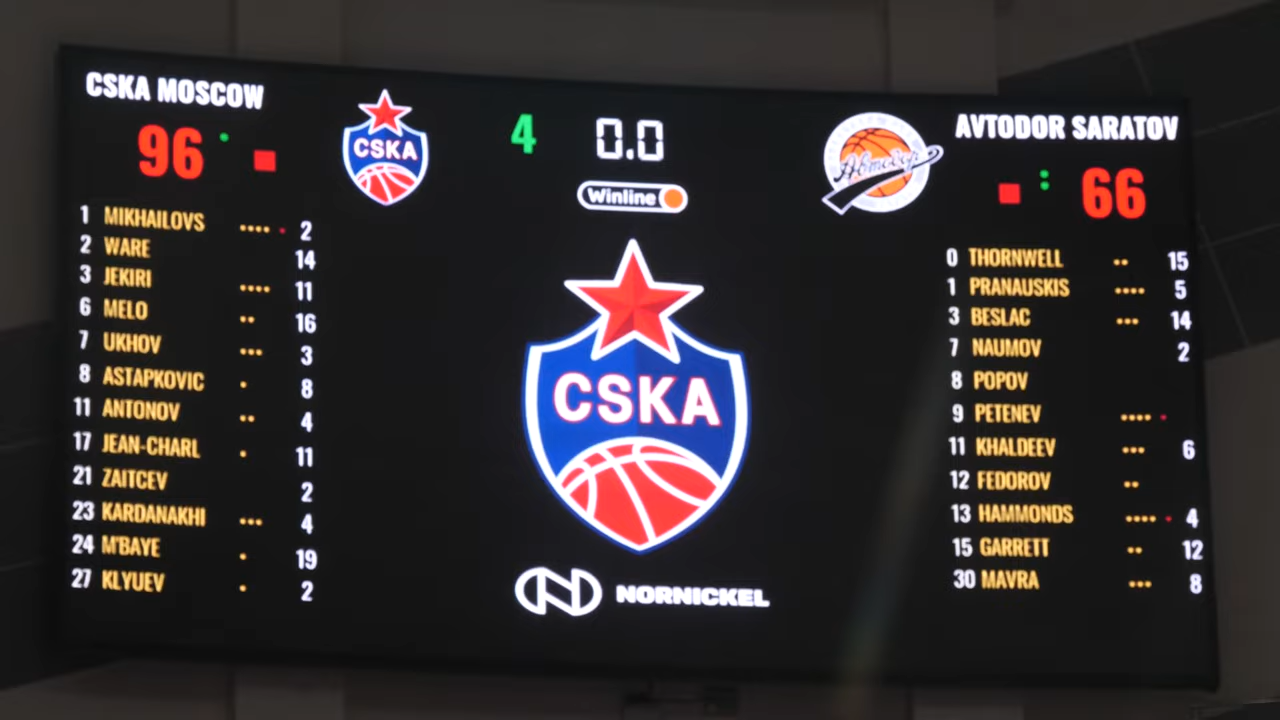 CSKA MOSCOW
96
CSKA
4
0.0
Winline
Автодор
AVTODOR SARATOV
66
1 MIKHAILOVS 2
2 WARE 14
3 JEKIRI 11
6 MELO 16
7 UKHOV 3
8 ASTAPKOVIC 8
11 ANTONOV 4
17 JEAN-CHARL 11
21 ZAITCEV 2
23 KARDANAKHI 4
24 M'BAYE 19
27 KLYUEV 2
CSKA
NORNICKEL
0 THORNWELL 15
1 PRANAUSKIS 5
3 BESLAC 14
7 NAUMOV 2
8 POPOV
9 PETENEV
11 KHALDEEV 6
12 FEDOROV
13 HAMMONDS 4
15 GARRETT 12
30 MAVRA 8